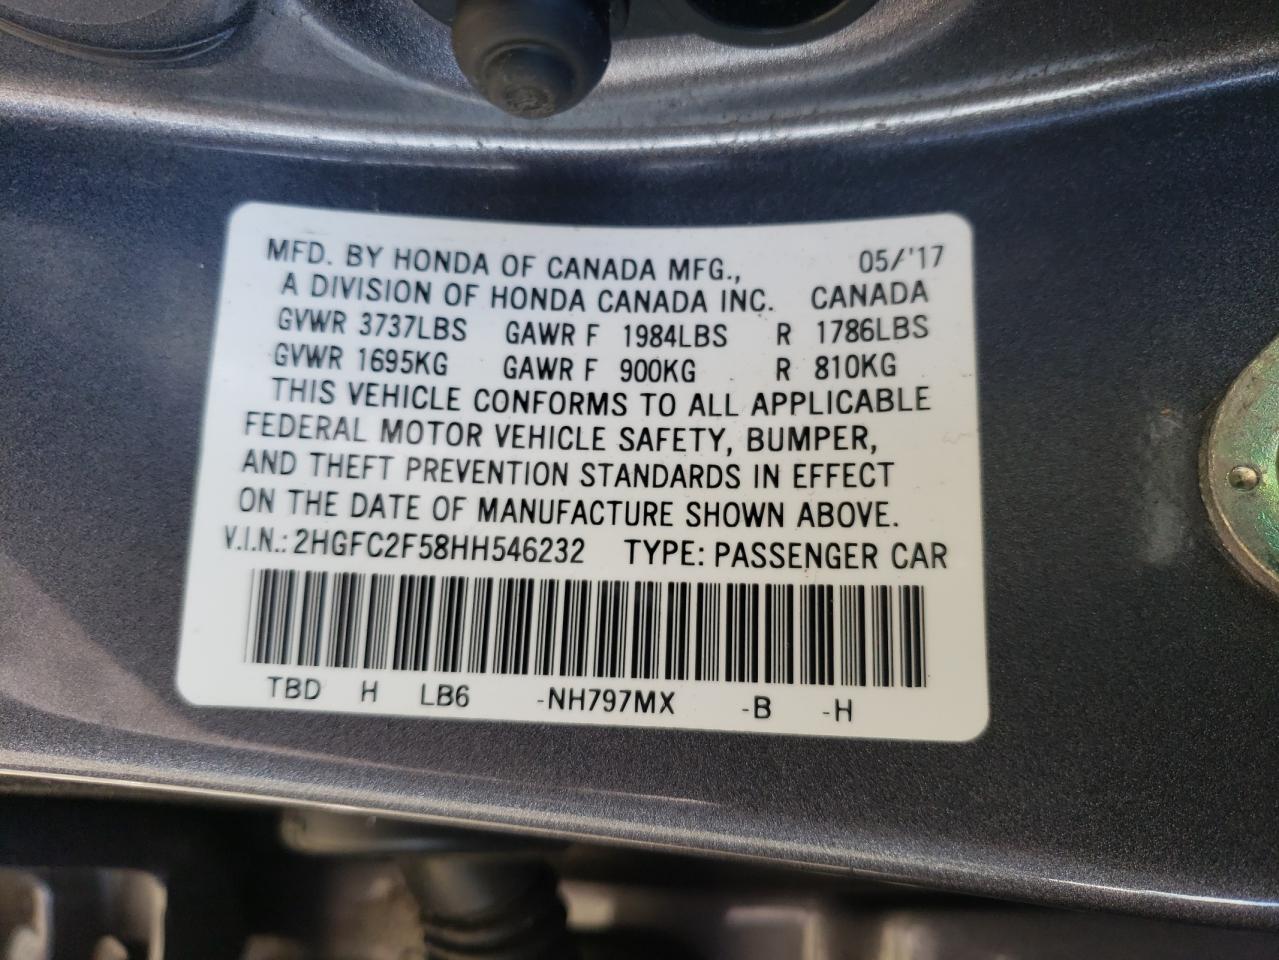 MFD. BY HONDA OF CANADA MFG., 05/'17
A DIVISION OF HONDA CANADA INC. CANADA
GVWR 3737LBS GAWR F 1984LBS R 1786LBS
GVWR 1695KG GAWR F 900KG R 810KG
THIS VEHICLE CONFORMS TO ALL APPLICABLE
FEDERAL MOTOR VEHICLE SAFETY, BUMPER,
AND THEFT PREVENTION STANDARDS IN EFFECT
ON THE DATE OF MANUFACTURE SHOWN ABOVE.
V.I.N.: 2HGFC2F58HH546232 TYPE: PASSENGER CAR
TBD H LB6 -NH797MX -B -H